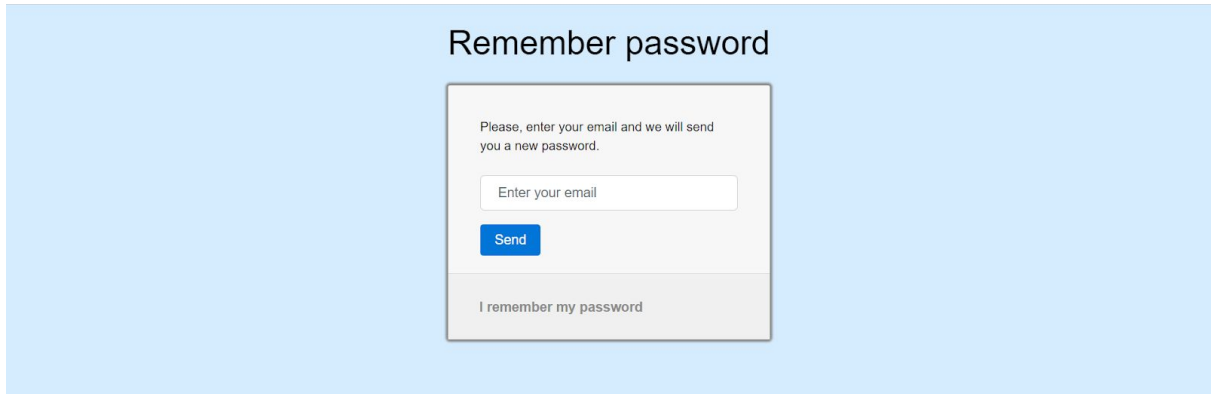 Remember password
Please, enter your email and we will send
you a new password.
Enter your email
Send
I remember my password